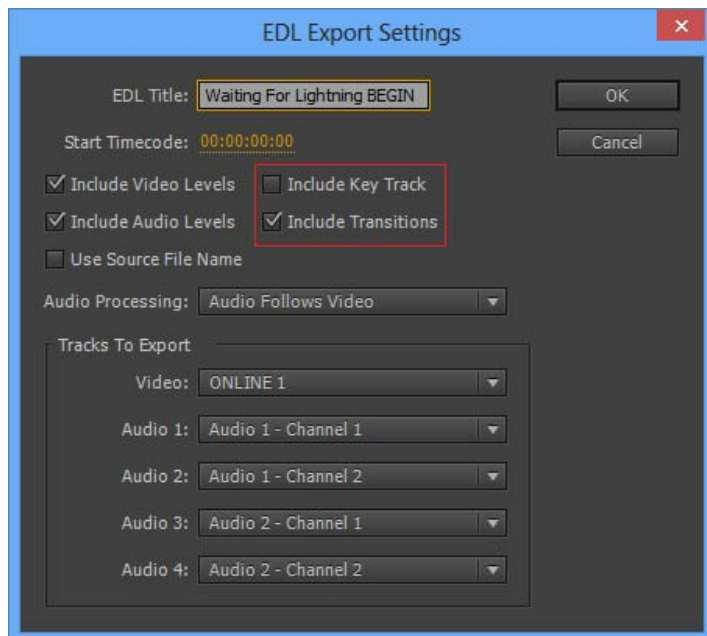 EDL Export Settings
EDL Title: Waiting For Lightning BEGIN
OK
Start Timecode: 00:00:00:00
Cancel
Include Video Levels Include Key Track
Include Audio Levels Include Transitions
Use Source File Name
Audio Processing: Audio Follows Video
Tracks To Export
Video: ONLINE 1
Audio 1: Audio 1 - Channel 1
Audio 2: Audio 1 - Channel 2
Audio 3: Audio 2 - Channel 1
Audio 4: Audio 2 - Channel 2